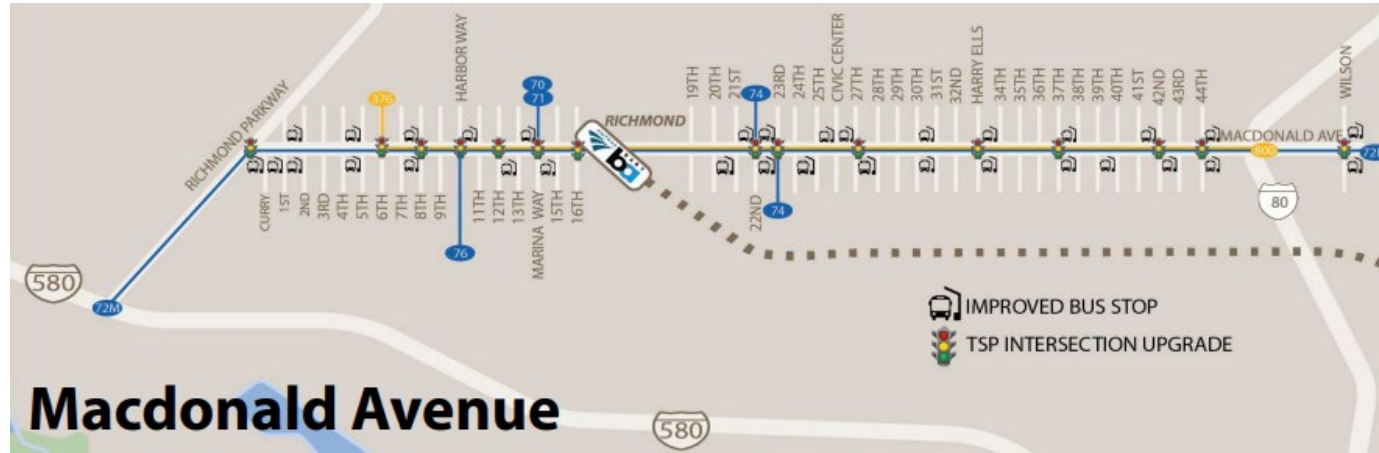 RICHMOND PARKWAY
HARBOR WAY
70
71
376
RICHMOND
19TH
20TH
21ST
74
23RD
24TH
25TH
CIVIC CENTER
27TH
28TH
29TH
30TH
31ST
32ND
HARRY ELLS
34TH
35TH
36TH
37TH
38TH
39TH
40TH
41ST
42ND
43RD
44TH
WILSON
MACDONALD AVE
800
ba
CURRY
1ST
2ND
3RD
4TH
5TH
6TH
7TH
8TH
9TH
11TH
12TH
13TH
MARINA WAY
15TH
16TH
22ND
74
76
80
580
72M
IMPROVED BUS STOP
TSP INTERSECTION UPGRADE
Macdonald Avenue
580